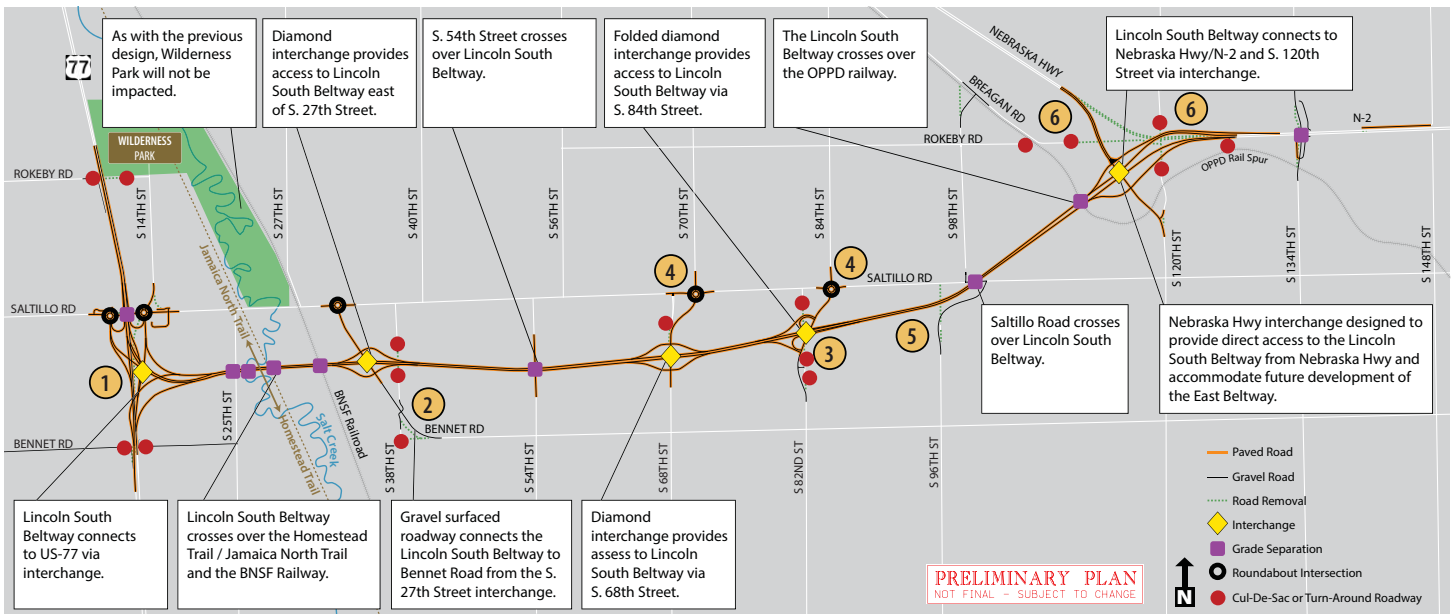 As with the previous
design, Wilderness
Park will not be
impacted.
Diamond
interchange provides
access to Lincoln
South Beltway east
of S. 27th Street.
S. 54th Street crosses
over Lincoln South
Beltway.
Folded diamond
interchange provides
access to Lincoln
South Beltway via
S. 84th Street.
The Lincoln South
Beltway crosses over
the OPPD railway.
Lincoln South Beltway connects to
Nebraska Hwy/N-2 and S. 120th
Street via interchange.
77
WILDERNESS
PARK
NEBRASKA HWY
BREAGAN RD
ROKEBY RD
6
6
N-2
OPPD Rail Spur
ROKEBY RD
S 14TH ST
S 27TH ST
S 40TH ST
S 56TH ST
S 70TH ST
S 84TH ST
S 98TH ST
S 120TH ST
S 134TH ST
S 148TH ST
Jamaica North Trail
Homestead Trail
Salt Creek
BNSF Railroad
SALTILLO RD
SALTILLO RD
4
4
1
2
3
5
BENNET RD
BENNET RD
S 25TH ST
S 38TH ST
S 54TH ST
S 68TH ST
S 82ND ST
S 96TH ST
Saltillo Road crosses
over Lincoln South
Beltway.
Nebraska Hwy interchange designed to
provide direct access to the Lincoln
South Beltway from Nebraska Hwy and
accommodate future development of
the East Beltway.
Lincoln South
Beltway connects
to US-77 via
interchange.
Lincoln South Beltway
crosses over the Homestead
Trail / Jamaica North Trail
and the BNSF Railway.
Gravel surfaced
roadway connects the
Lincoln South Beltway to
Bennet Road from the S.
27th Street interchange.
Diamond
interchange provides
assess to Lincoln
South Beltway via
S. 68th Street.
PRELIMINARY PLAN
NOT FINAL - SUBJECT TO CHANGE
N
Paved Road
Gravel Road
Road Removal
Interchange
Grade Separation
Roundabout Intersection
Cul-De-Sac or Turn-Around Roadway